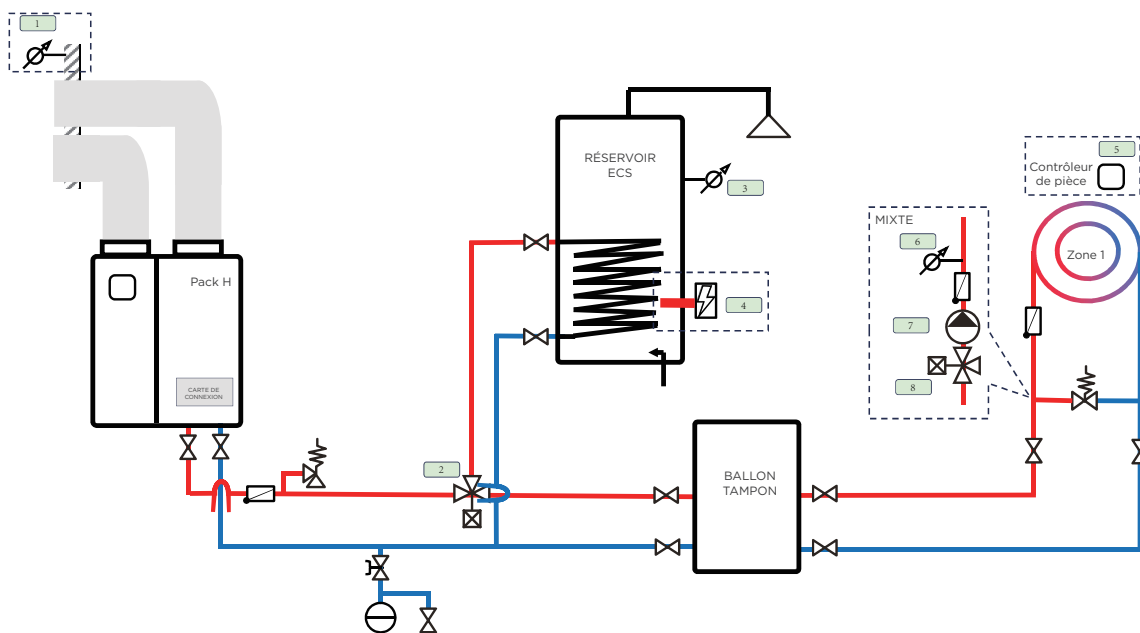 1
RÉSERVOIR
ECS
3
5
Contrôleur
de pièce
MIXTE
6
Zone 1
Pack H
4
7
CARTE DE
CONNEXION
8
2
BALLON
TAMPON